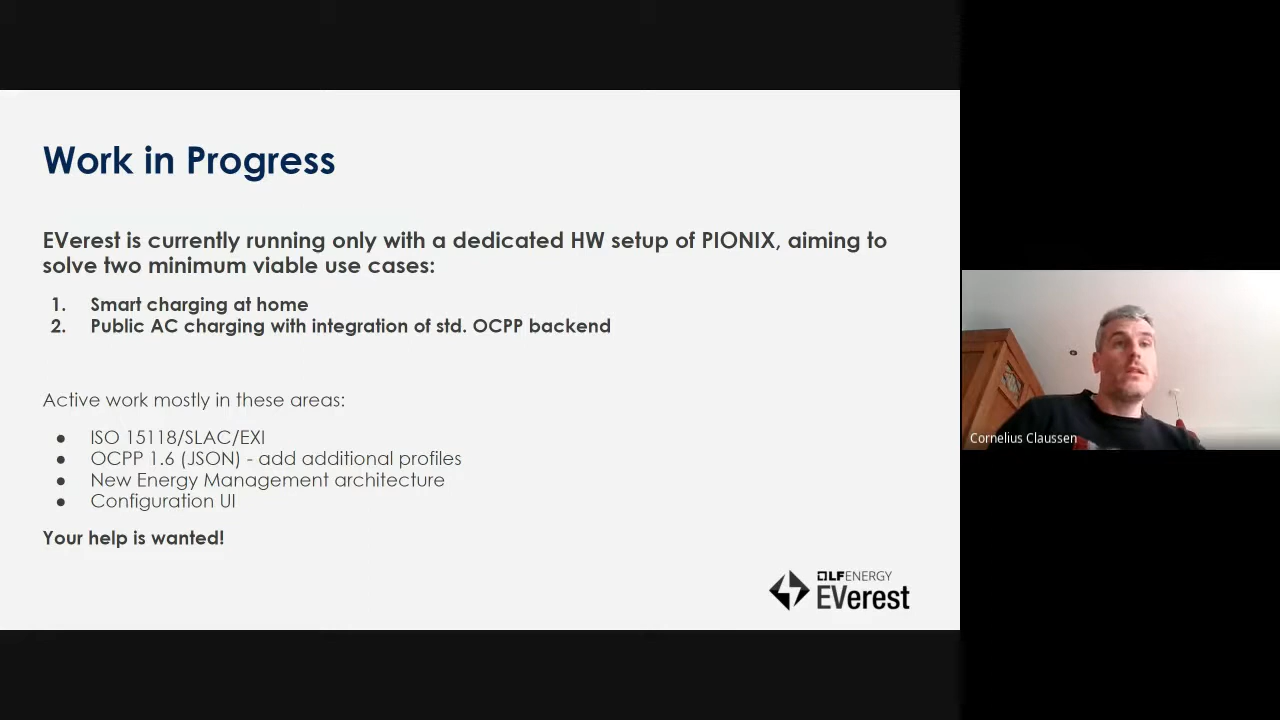 Work in Progress
EVerest is currently running only with a dedicated HW setup of PIONIX, aiming to
solve two minimum viable use cases:
1. Smart charging at home
2. Public AC charging with integration of std. OCPP backend
Active work mostly in these areas:
● ISO 15118/SLAC/EXI
● OCPP 1.6 (JSON) - add additional profiles
● New Energy Management architecture
● Configuration UI
Your help is wanted!
LFENERGY
EVerest
Cornelius Claussen